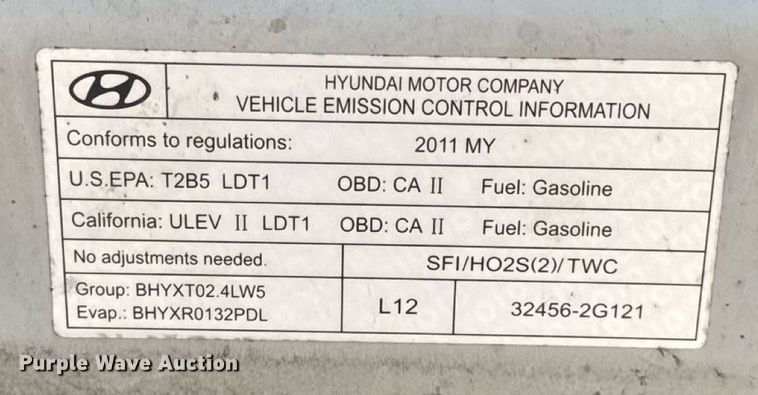 HYUNDAI MOTOR COMPANY
VEHICLE EMISSION CONTROL INFORMATION
Conforms to regulations: 2011 MY
U.S.EPA: T2B5 LDT1 OBD: CA II Fuel: Gasoline
California: ULEV II LDT1 OBD: CA II Fuel: Gasoline
No adjustments needed. SFI/HO2S(2)/TWC
Group: BHYXT02.4LW5
Evap.: BHYXR0132PDL
L12 32456-2G121
Purple Wave Auction